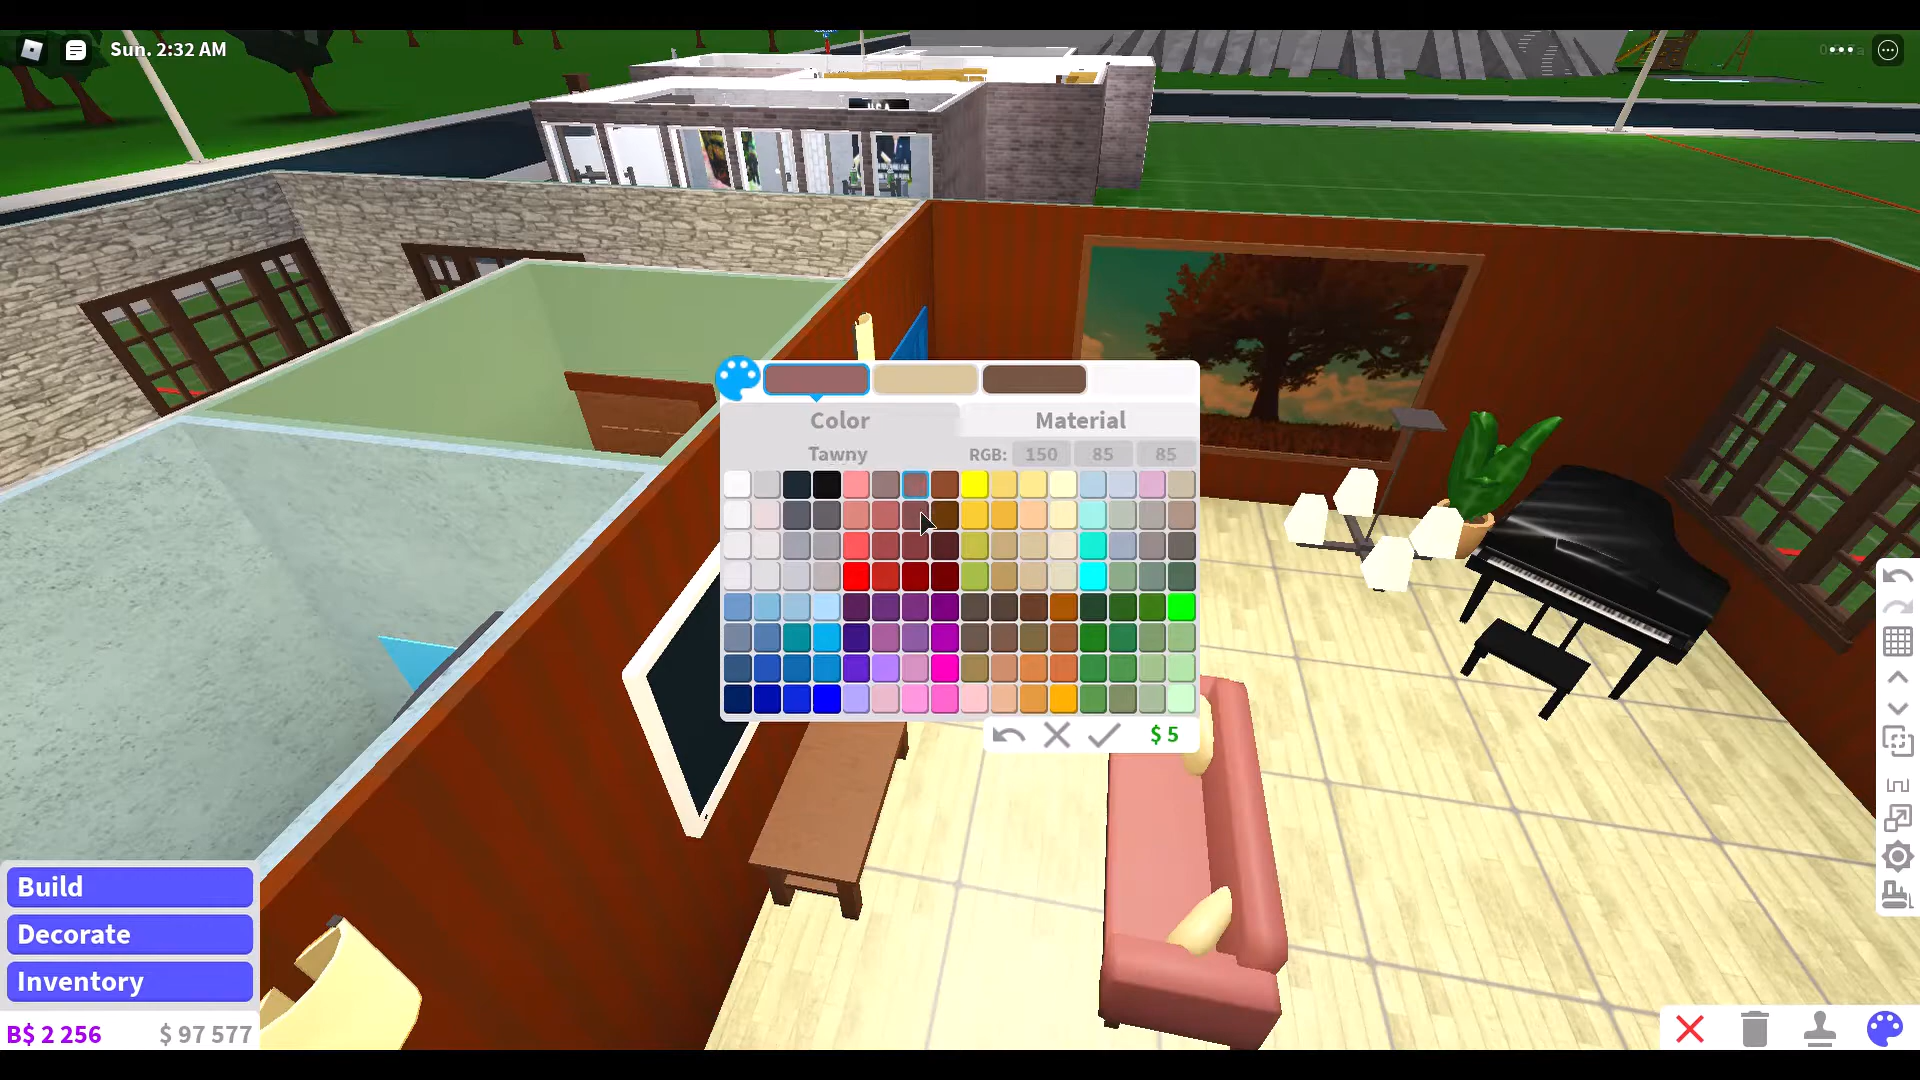 Sun. 2:32 AM
Color
Material
Tawny
RGB: 150 85 85
$ 5
Build
Decorate
Inventory
B$ 2 256
$ 97 577